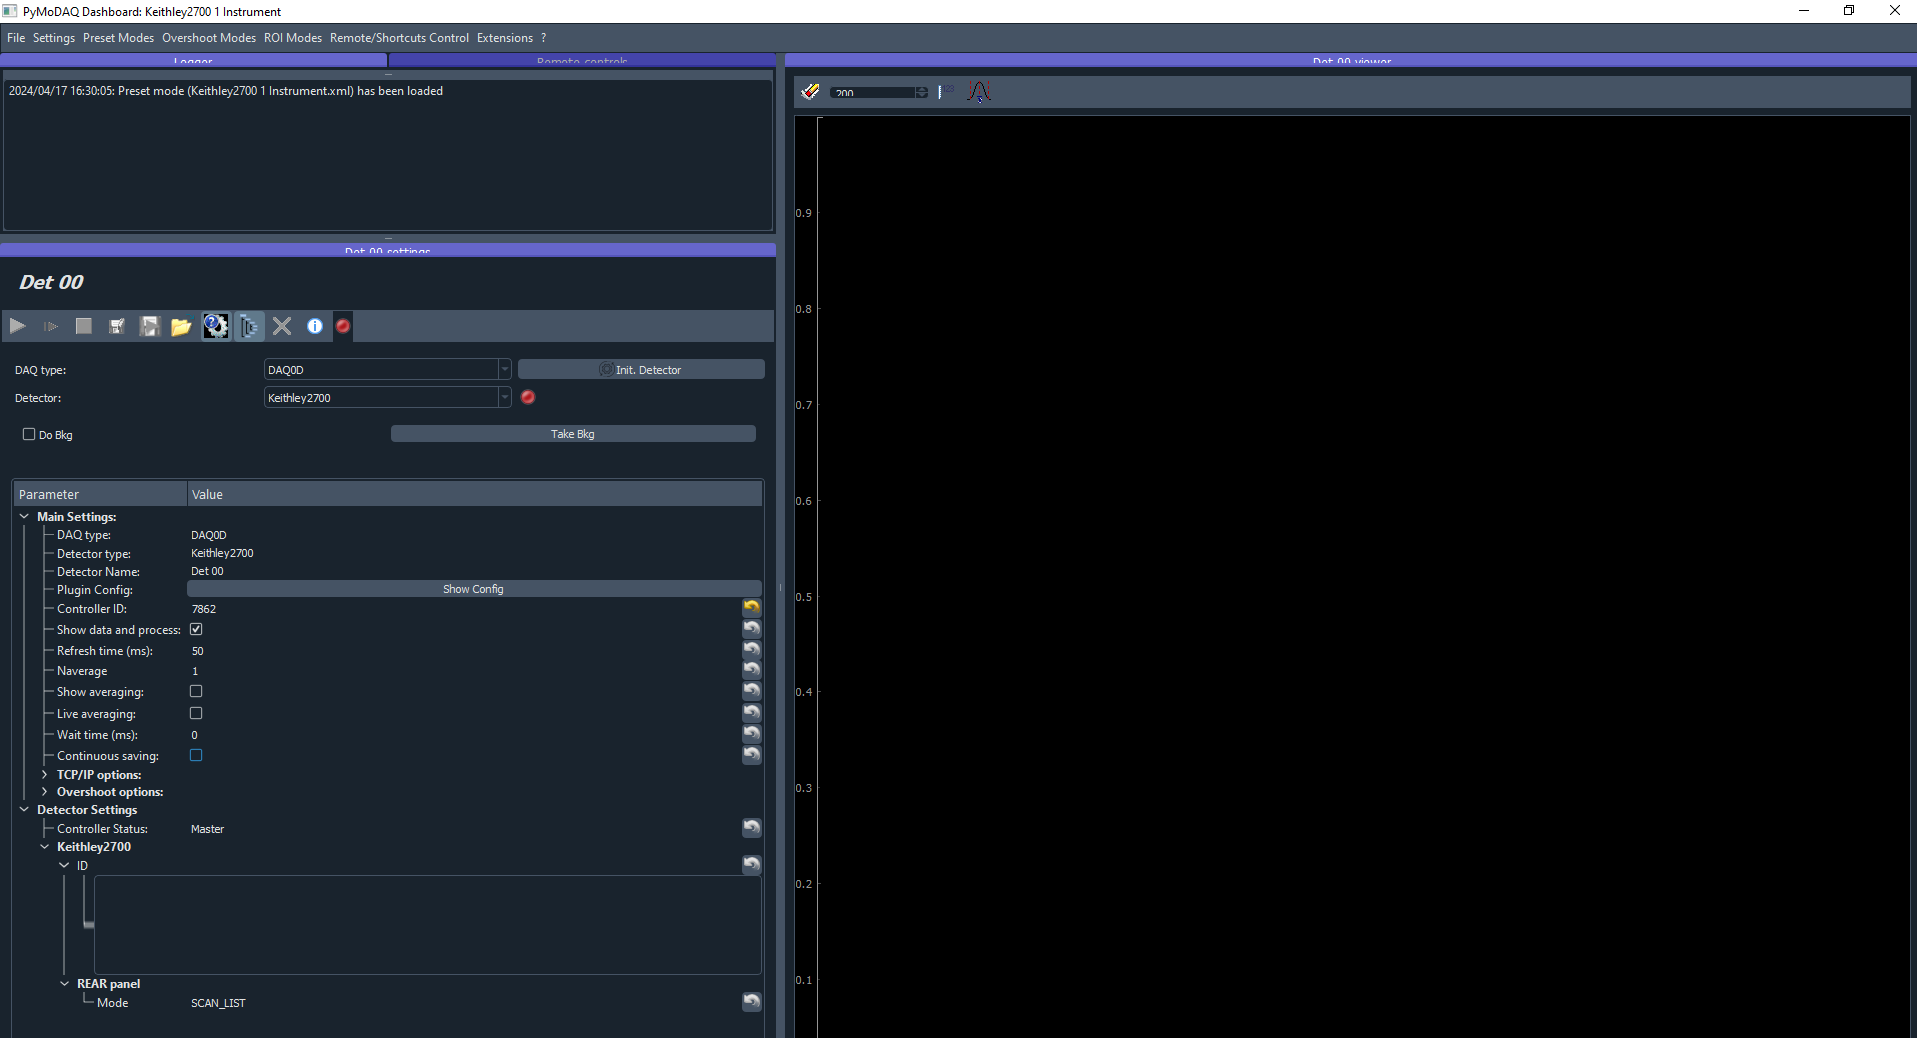 PyMoDAQ Dashboard: Keithley2700 1 Instrument
File Settings Preset Modes Overshoot Modes ROI Modes Remote/Shortcuts Control Extensions ?
Logger
Remote controls
2024/04/17 16:30:05: Preset mode (Keithley2700 1 Instrument.xml) has been loaded
Det 00 settings
Det 00
DAQ type:
DAQ0D
Init. Detector
Detector:
Keithley2700
Do Bkg
Take Bkg
Parameter Value
Main Settings:
DAQ type: DAQ0D
Detector type: Keithley2700
Detector Name: Det 00
Plugin Config: Show Config
Controller ID: 7862
Show data and process:
Refresh time (ms): 50
Naverage 1
Show averaging:
Live averaging:
Wait time (ms): 0
Continuous saving:
TCP/IP options:
Overshoot options:
Detector Settings
Controller Status: Master
Keithley2700
ID
REAR panel
Mode SCAN_LIST
Det 00 viewer
200
0.9
0.8
0.7
0.6
0.5
0.4
0.3
0.2
0.1